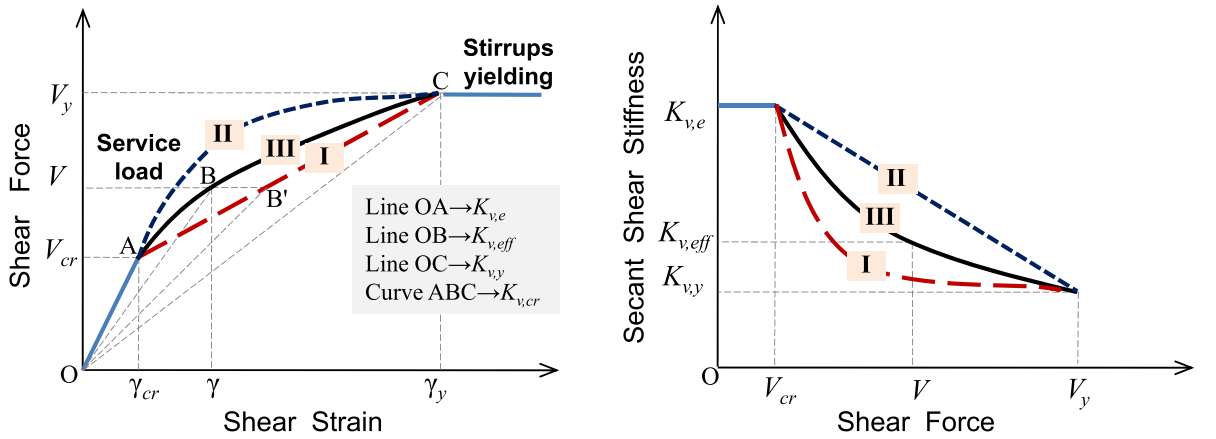 Shear Force
V_y
V
V_cr
O
Service
load
Stirrups
yielding
A
B
B'
C
II
III
I
Line OA→K_v,e
Line OB→K_v,eff
Line OC→K_v,y
Curve ABC→K_v,cr
γ_cr
γ
γ_y
Shear Strain
Secant Shear Stiffness
K_v,e
K_v,eff
K_v,y
II
III
I
O
V_cr
V
V_y
Shear Force